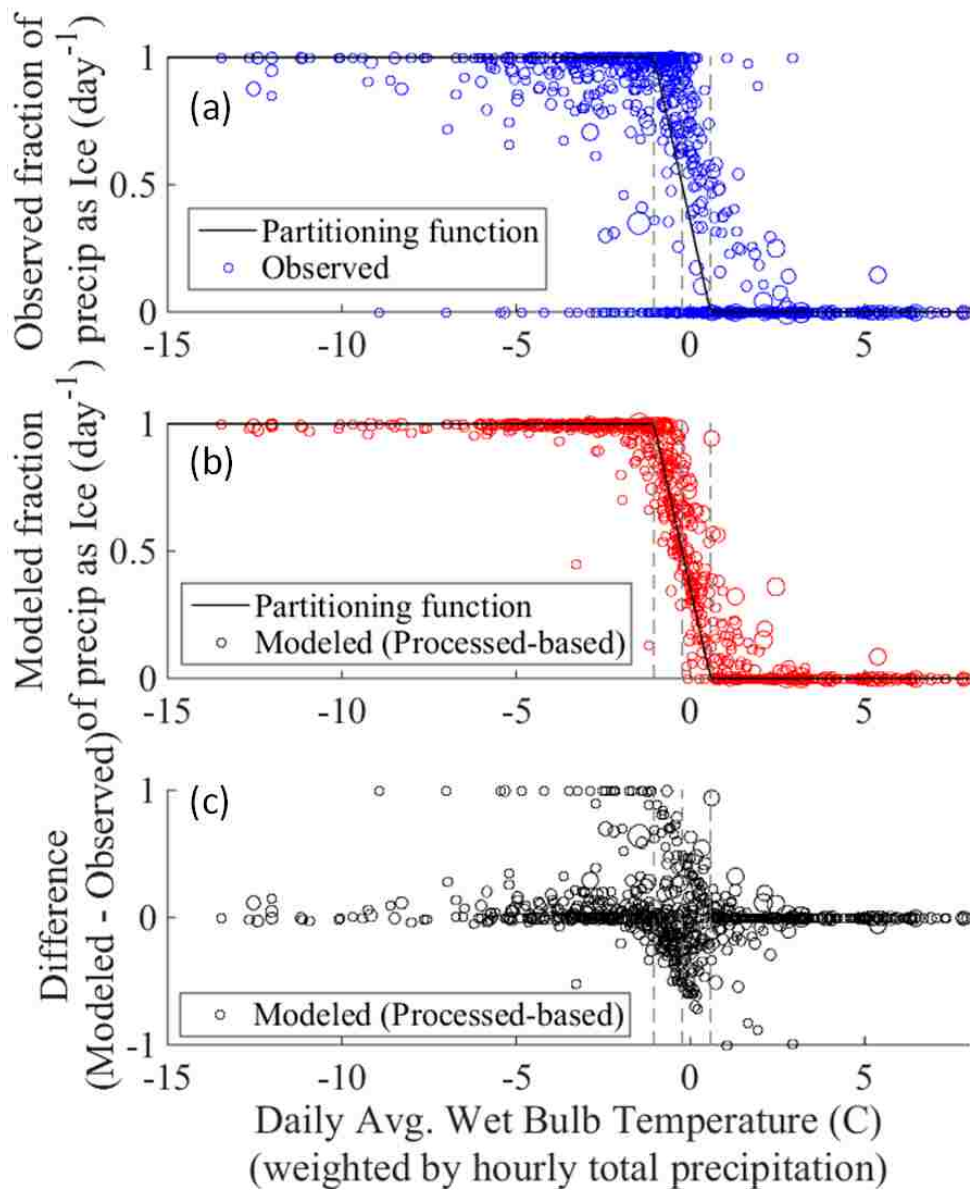 Observed fraction of
precip as Ice (day-1)
1
(a)
0.5
Partitioning function
Observed
0
-15
-10
-5
0
5
Modeled fraction
of precip as Ice (day-1)
1
(b)
0.5
Partitioning function
Modeled (Processed-based)
0
-15
-10
-5
0
5
Difference
(Modeled - Observed)
1
(c)
0
Modeled (Processed-based)
-1
-15
-10
-5
0
5
Daily Avg. Wet Bulb Temperature (C)
(weighted by hourly total precipitation)